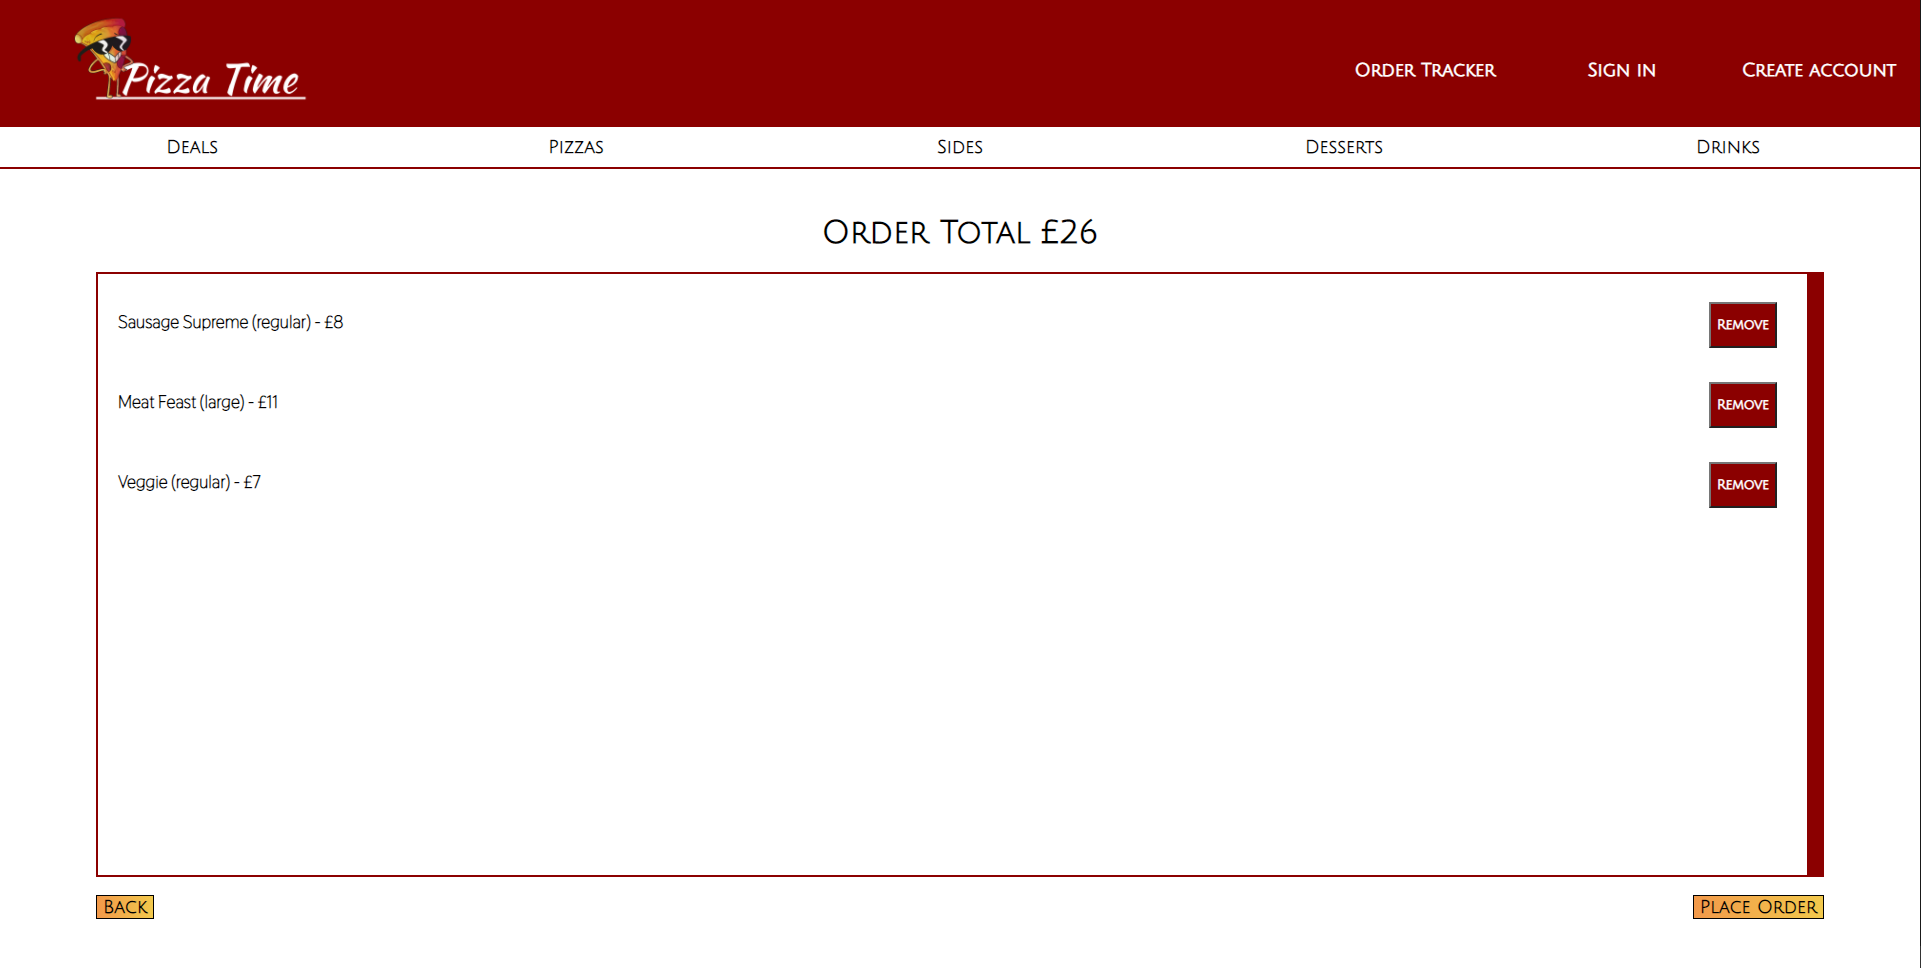 Pizza Time
Order Tracker
Sign in
Create account
Deals
Pizzas
Sides
Desserts
Drinks
Order Total £26
Sausage Supreme (regular) - £8
Remove
Meat Feast (large) - £11
Remove
Veggie (regular) - £7
Remove
Back
Place Order